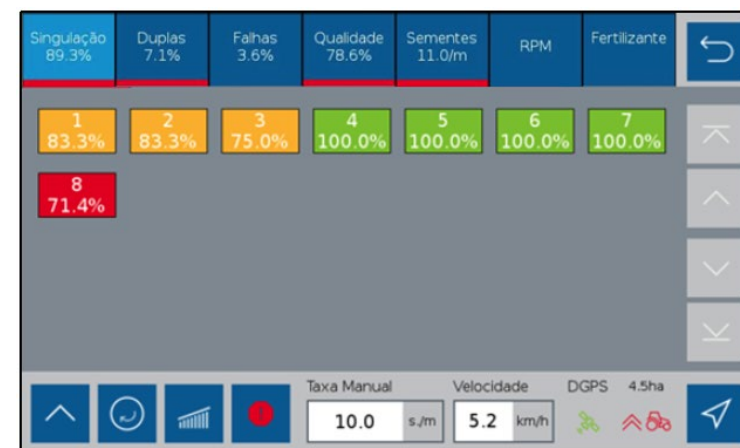 Singulação
89.3%
Duplas
7.1%
Falhas
3.6%
Qualidade
78.6%
Sementes
11.0/m
RPM
Fertilizante
1
83.3%
2
83.3%
3
75.0%
4
100.0%
5
100.0%
6
100.0%
7
100.0%
8
71.4%
Taxa Manual
10.0 s./m
Velocidade
5.2 km/h
DGPS 4.5ha